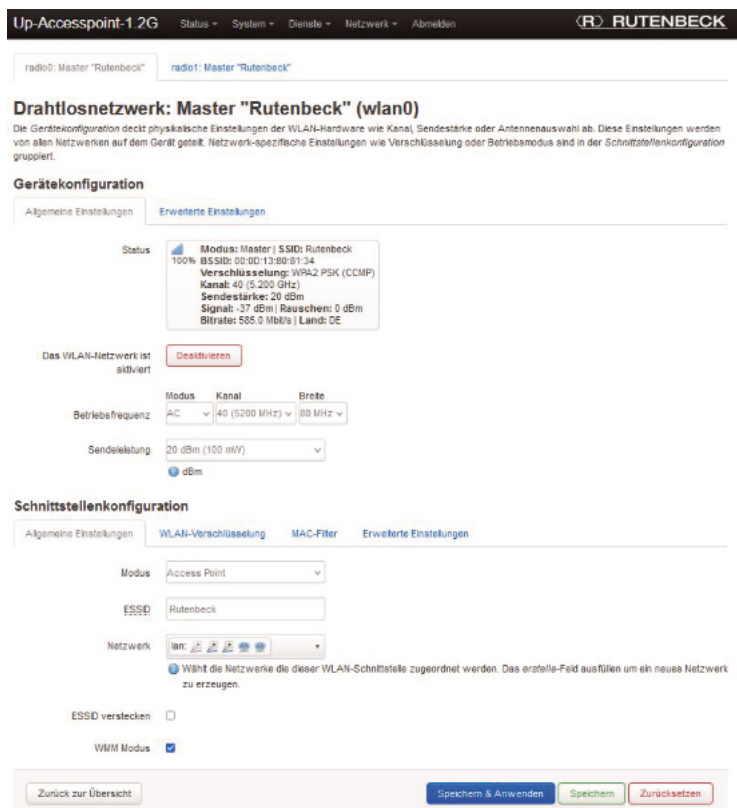 Up-Accesspoint-1.2G Status System Dienste Netzwerk Abmelden (R) RUTENBECK
radio0: Master "Rutenbeck" radio1: Master "Rutenbeck"
Drahtlosnetzwerk: Master "Rutenbeck" (wlan0)
Die Gerätekonfiguration deckt physikalische Einstellungen der WLAN-Hardware wie Kanal, Sendestärke oder Antennenauswahl ab. Diese Einstellungen werden
von allen Netzwerken auf dem Gerät geteilt. Netzwerk-spezifische Einstellungen wie Verschlüsselung oder Betriebsmodus sind in der Schnittstellenkonfiguration
gruppiert.
Gerätekonfiguration
Allgemeine Einstellungen Erweiterte Einstellungen
Status
Modus: Master | SSID: Rutenbeck
100% BSSID: 00:0D:13:80:81:34
Verschlüsselung: WPA2 PSK (CCMP)
Kanal: 40 (5.200 GHz)
Sendestärke: 20 dBm
Signal: -37 dBm | Rauschen: 0 dBm
Bitrate: 585.0 Mbit/s | Land: DE
Das WLAN-Netzwerk ist
aktiviert
Deaktivieren
Modus Kanal Breite
Betriebsfrequenz AC 40 (5200 MHz) 80 MHz
Sendeleistung 20 dBm (100 mW)
dBm
Schnittstellenkonfiguration
Allgemeine Einstellungen WLAN-Verschlüsselung MAC-Filter Erweiterte Einstellungen
Modus Access Point
ESSID Rutenbeck
Netzwerk lan:
Wählt die Netzwerke die dieser WLAN-Schnittstelle zugeordnet werden. Das erstelle-Feld ausfüllen um ein neues Netzwerk
zu erzeugen.
ESSID verstecken
WMM Modus
Zurück zur Übersicht Speichern & Anwenden Speichern Zurücksetzen